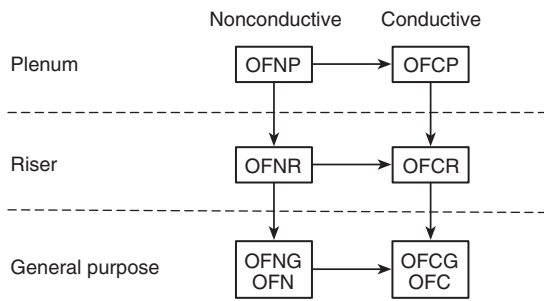 Nonconductive Conductive
Plenum OFNP OFCP
Riser OFNR OFCR
General purpose OFNG OFCG
OFN OFC